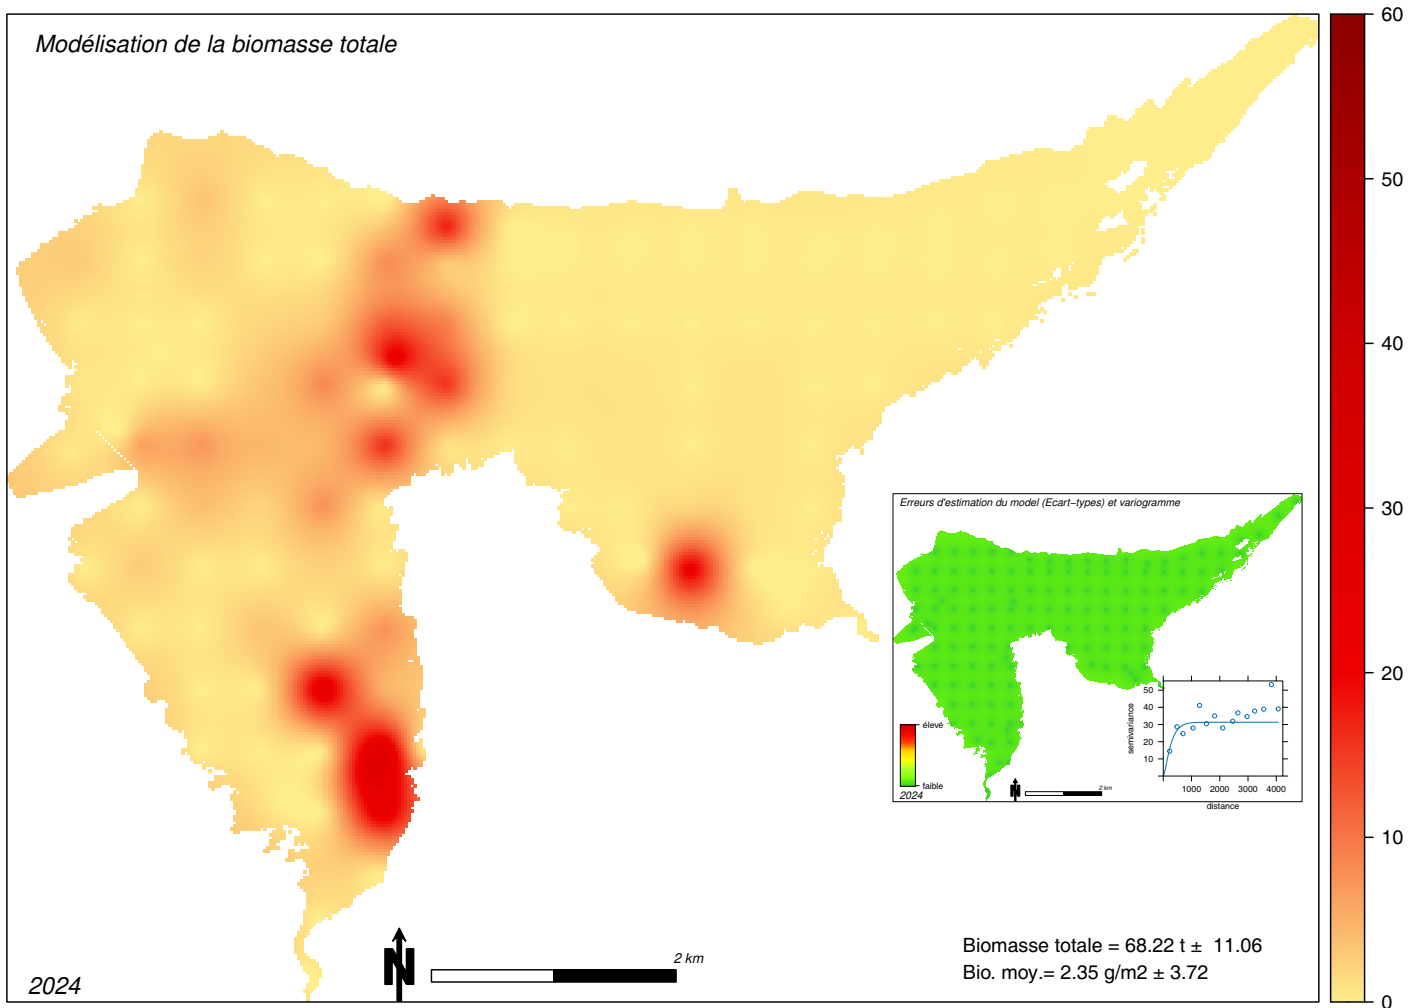 Modélisation de la biomasse totale
60
50
40
30
20
10
0
Erreurs d'estimation du model (Ecart−types) et variogramme
élevé
faible
2024
N
2 km
semivariance
50
40
30
20
10
1000 2000 3000 4000
distance
Biomasse totale = 68.22 t ± 11.06
Bio. moy.= 2.35 g/m2 ± 3.72
2024
N
2 km